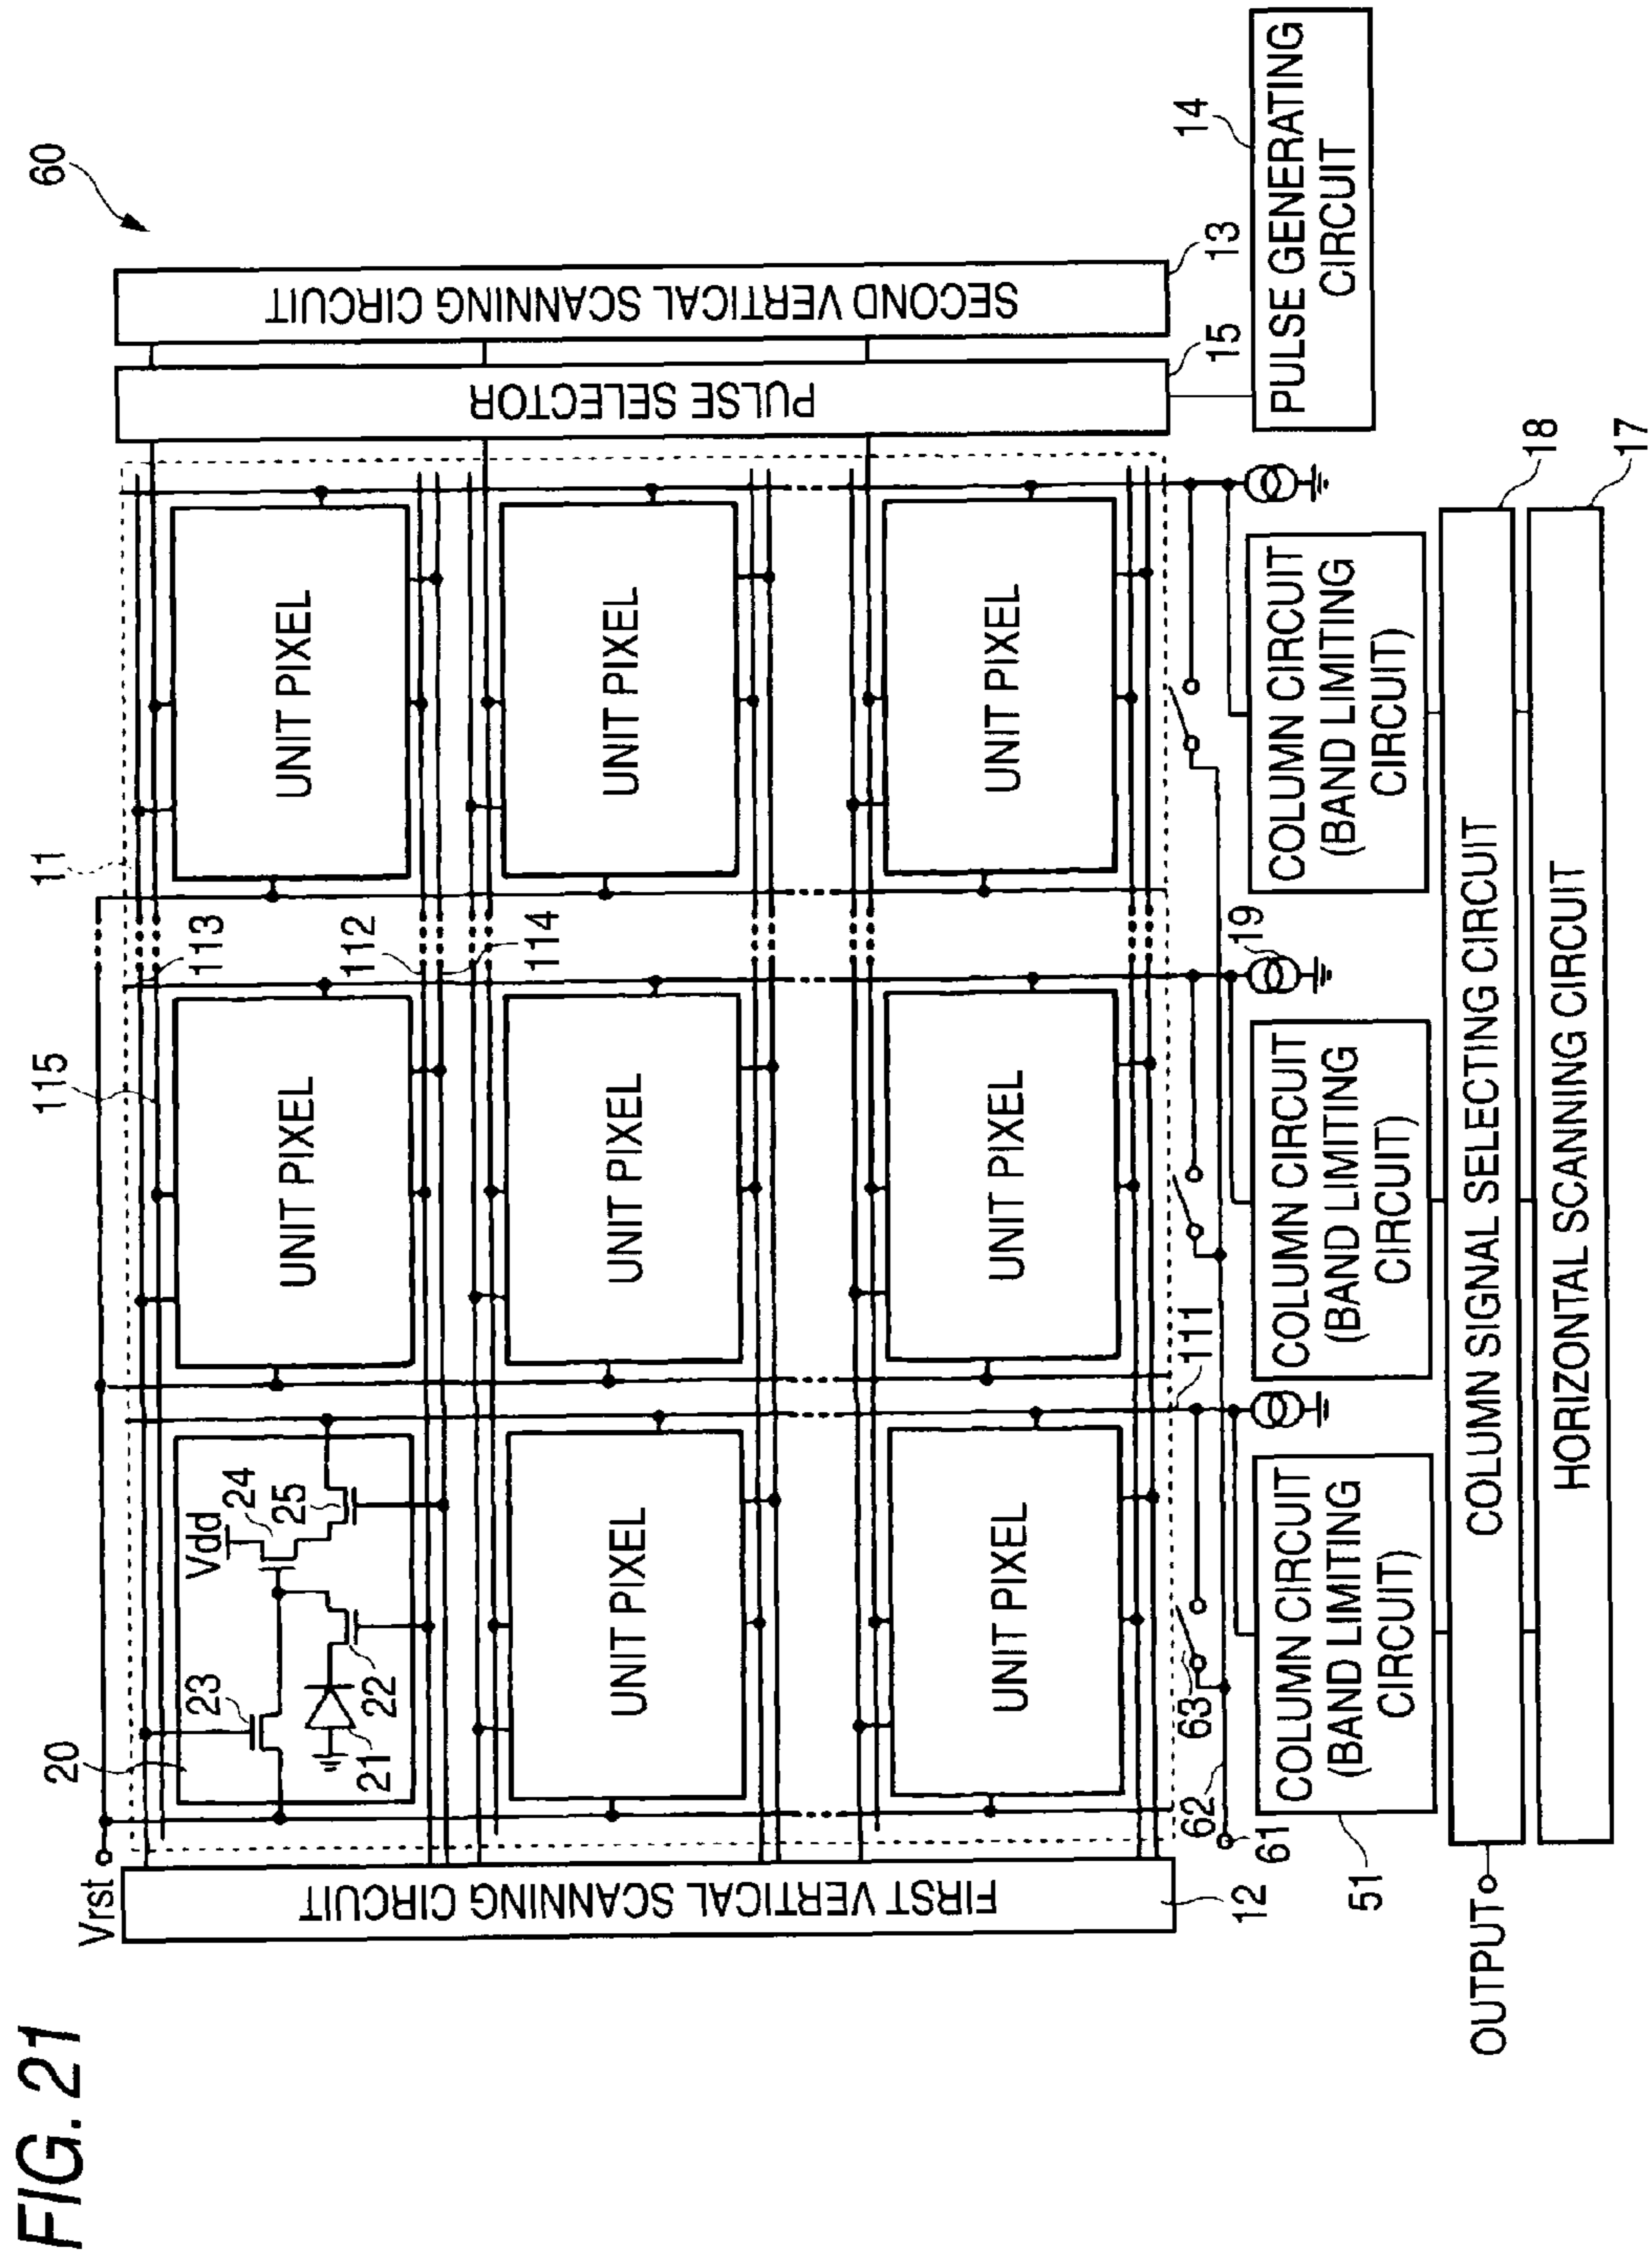 FIG. 21
60
Vrst
20
115
11
113
112
114
23
Vdd
24
25
21
22
UNIT PIXEL
UNIT PIXEL
UNIT PIXEL
UNIT PIXEL
UNIT PIXEL
UNIT PIXEL
UNIT PIXEL
UNIT PIXEL
FIRST VERTICAL SCANNING CIRCUIT
12
PULSE SELECTOR
15
SECOND VERTICAL SCANNING CIRCUIT
13
14
PULSE GENERATING
CIRCUIT
61
62
63
111
19
51
COLUMN CIRCUIT
(BAND LIMITING
CIRCUIT)
COLUMN CIRCUIT
(BAND LIMITING
CIRCUIT)
COLUMN CIRCUIT
(BAND LIMITING
CIRCUIT)
OUTPUT
COLUMN SIGNAL SELECTING CIRCUIT
18
HORIZONTAL SCANNING CIRCUIT
17